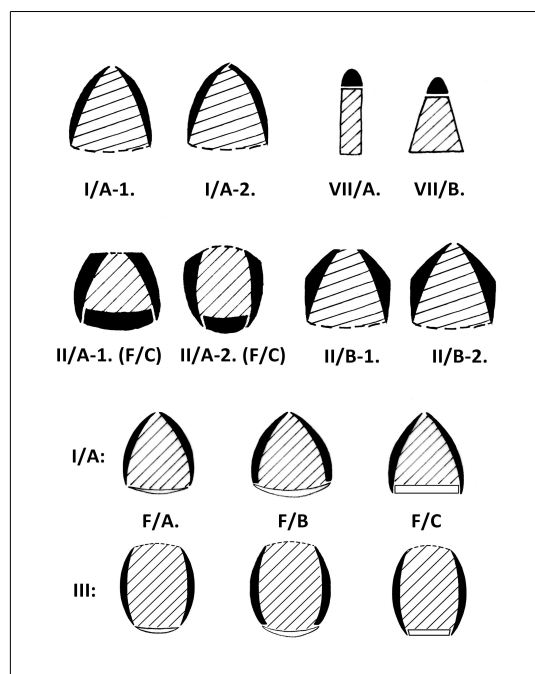 I/A-1. I/A-2. VII/A. VII/B.
II/A-1. (F/C) II/A-2. (F/C) II/B-1. II/B-2.
I/A:
F/A. F/B F/C
III: